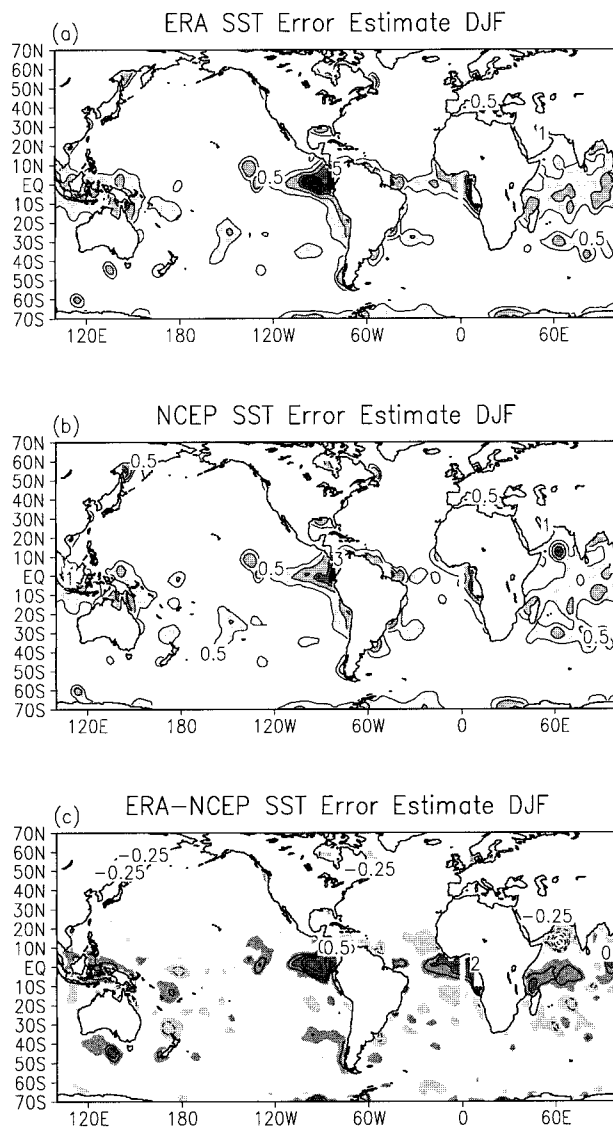 ERA SST Error Estimate DJF
(a)
70N
60N
50N
40N
30N
20N
10N
EQ
10S
20S
30S
40S
50S
60S
70S
0.5
1
0.5
0.5
0.5
120E 180 120W 60W 0 60E
NCEP SST Error Estimate DJF
(b)
70N
60N
50N
40N
30N
20N
10N
EQ
10S
20S
30S
40S
50S
60S
70S
0.5
0.5
1
0.5
1
0.5
0.5
120E 180 120W 60W 0 60E
ERA-NCEP SST Error Estimate DJF
(c)
70N
60N
50N
40N
30N
20N
10N
EQ
10S
20S
30S
40S
50S
60S
70S
-0.25
-0.25
-0.25
-0.25
(0.5)
0
2
120E 180 120W 60W 0 60E